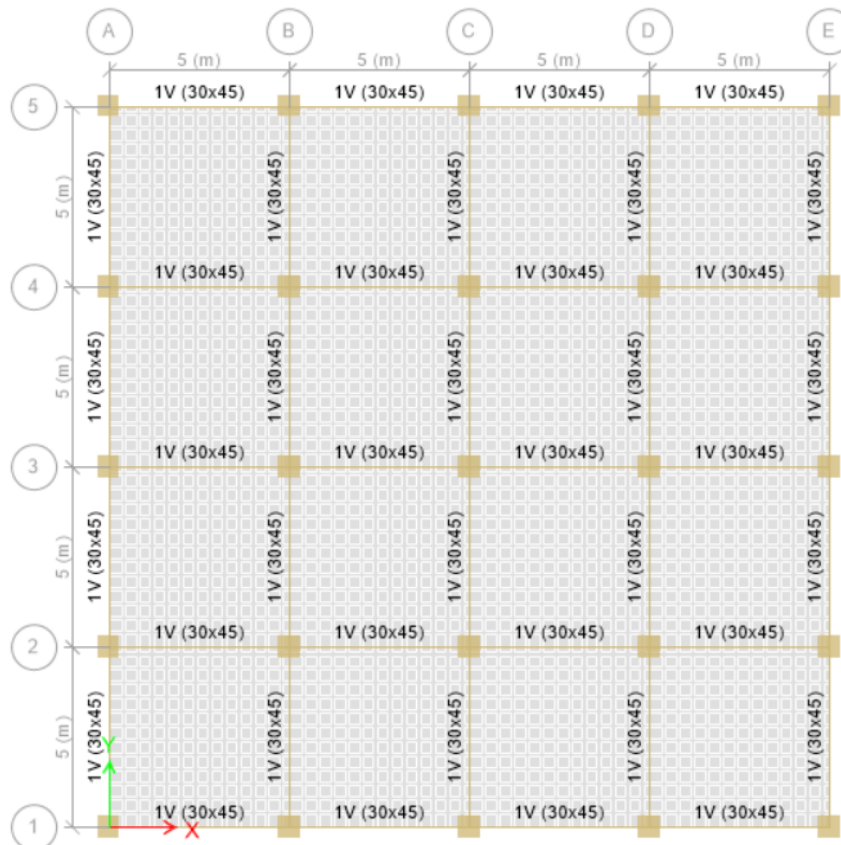 A B C D E
5 (m) 5 (m) 5 (m) 5 (m)
1V (30x45) 1V (30x45) 1V (30x45) 1V (30x45)
5
5 (m) 1V (30x45) 1V (30x45) 1V (30x45) 1V (30x45) 1V (30x45)
1V (30x45) 1V (30x45) 1V (30x45) 1V (30x45)
4
5 (m) 1V (30x45) 1V (30x45) 1V (30x45) 1V (30x45) 1V (30x45)
1V (30x45) 1V (30x45) 1V (30x45) 1V (30x45)
3
5 (m) 1V (30x45) 1V (30x45) 1V (30x45) 1V (30x45) 1V (30x45)
1V (30x45) 1V (30x45) 1V (30x45) 1V (30x45)
2
5 (m) 1V (30x45) 1V (30x45) 1V (30x45) 1V (30x45) 1V (30x45)
Y
1V (30x45) 1V (30x45) 1V (30x45) 1V (30x45)
1 X